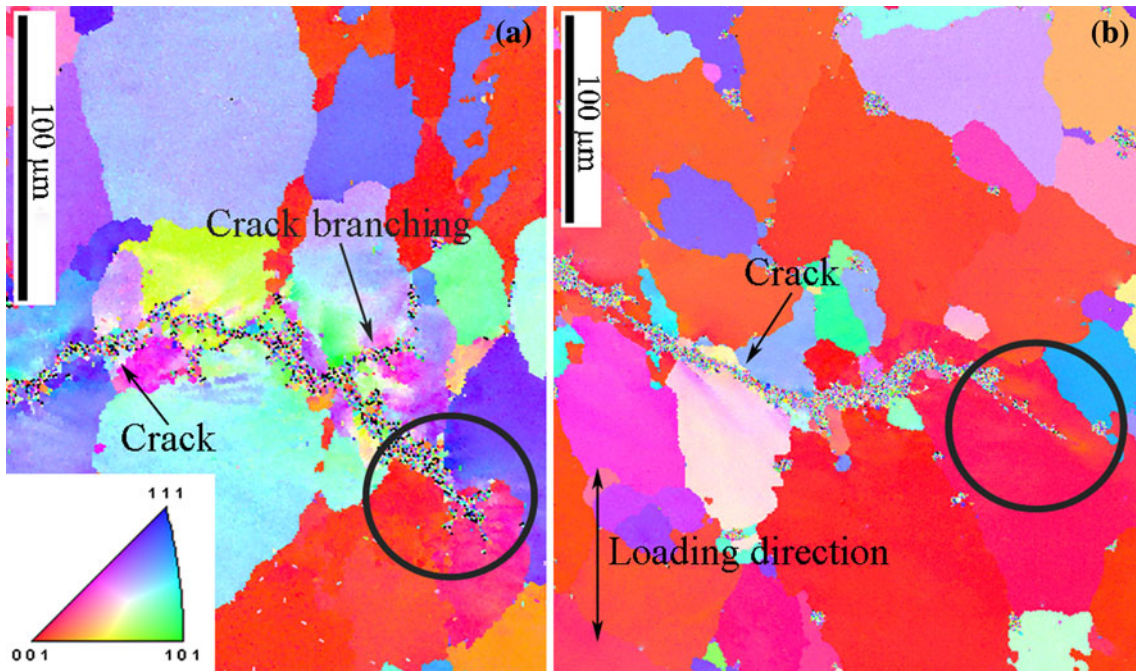 (a)
100 µm
Crack branching
Crack
111
001
101
(b)
100 µm
Crack
Loading direction